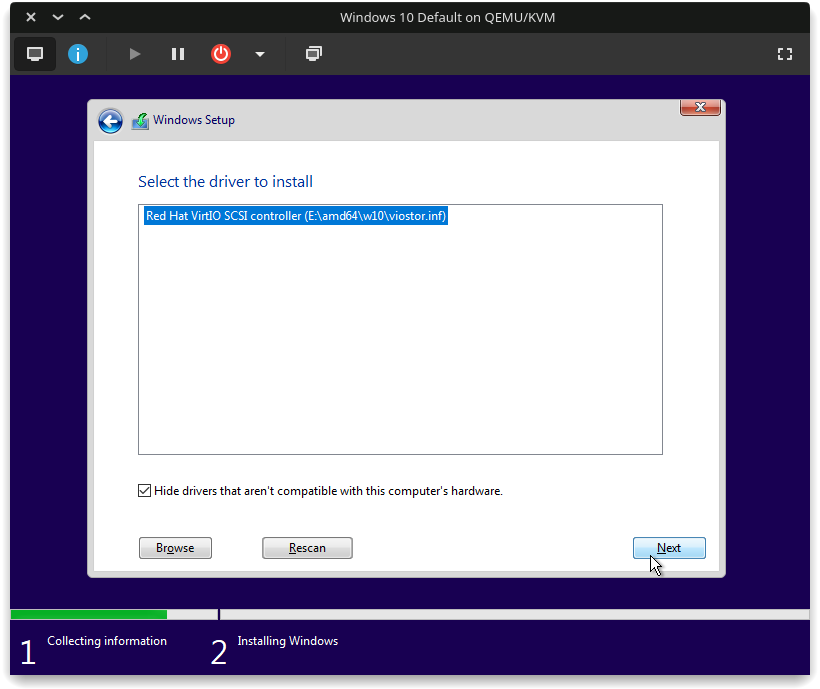 Windows 10 Default on QEMU/KVM
Windows Setup
Select the driver to install
Red Hat VirtIO SCSI controller (E:\amd64\w10\viostor.inf)
Hide drivers that aren't compatible with this computer's hardware.
Browse
Rescan
Next
1 Collecting information
2 Installing Windows